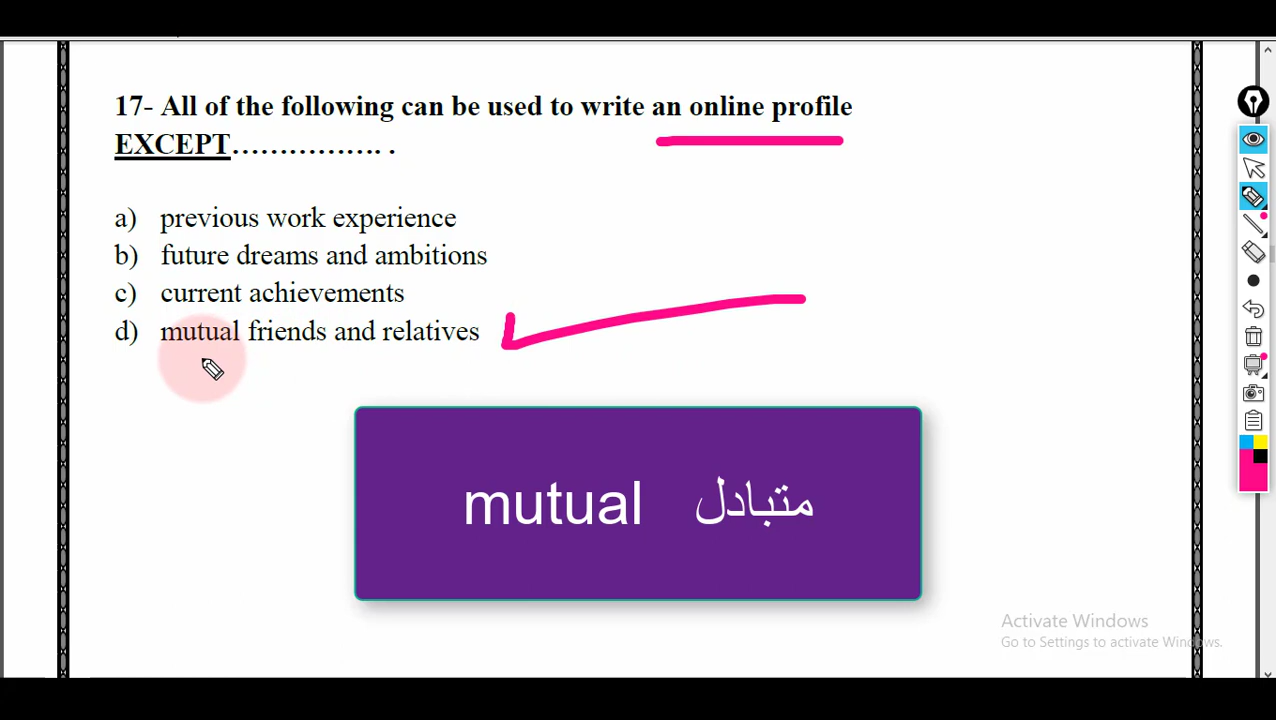 17- All of the following can be used to write an online profile
EXCEPT……………. .
a) previous work experience
b) future dreams and ambitions
c) current achievements
d) mutual friends and relatives
mutual متبادل
Activate Windows
Go to Settings to activate Windows.